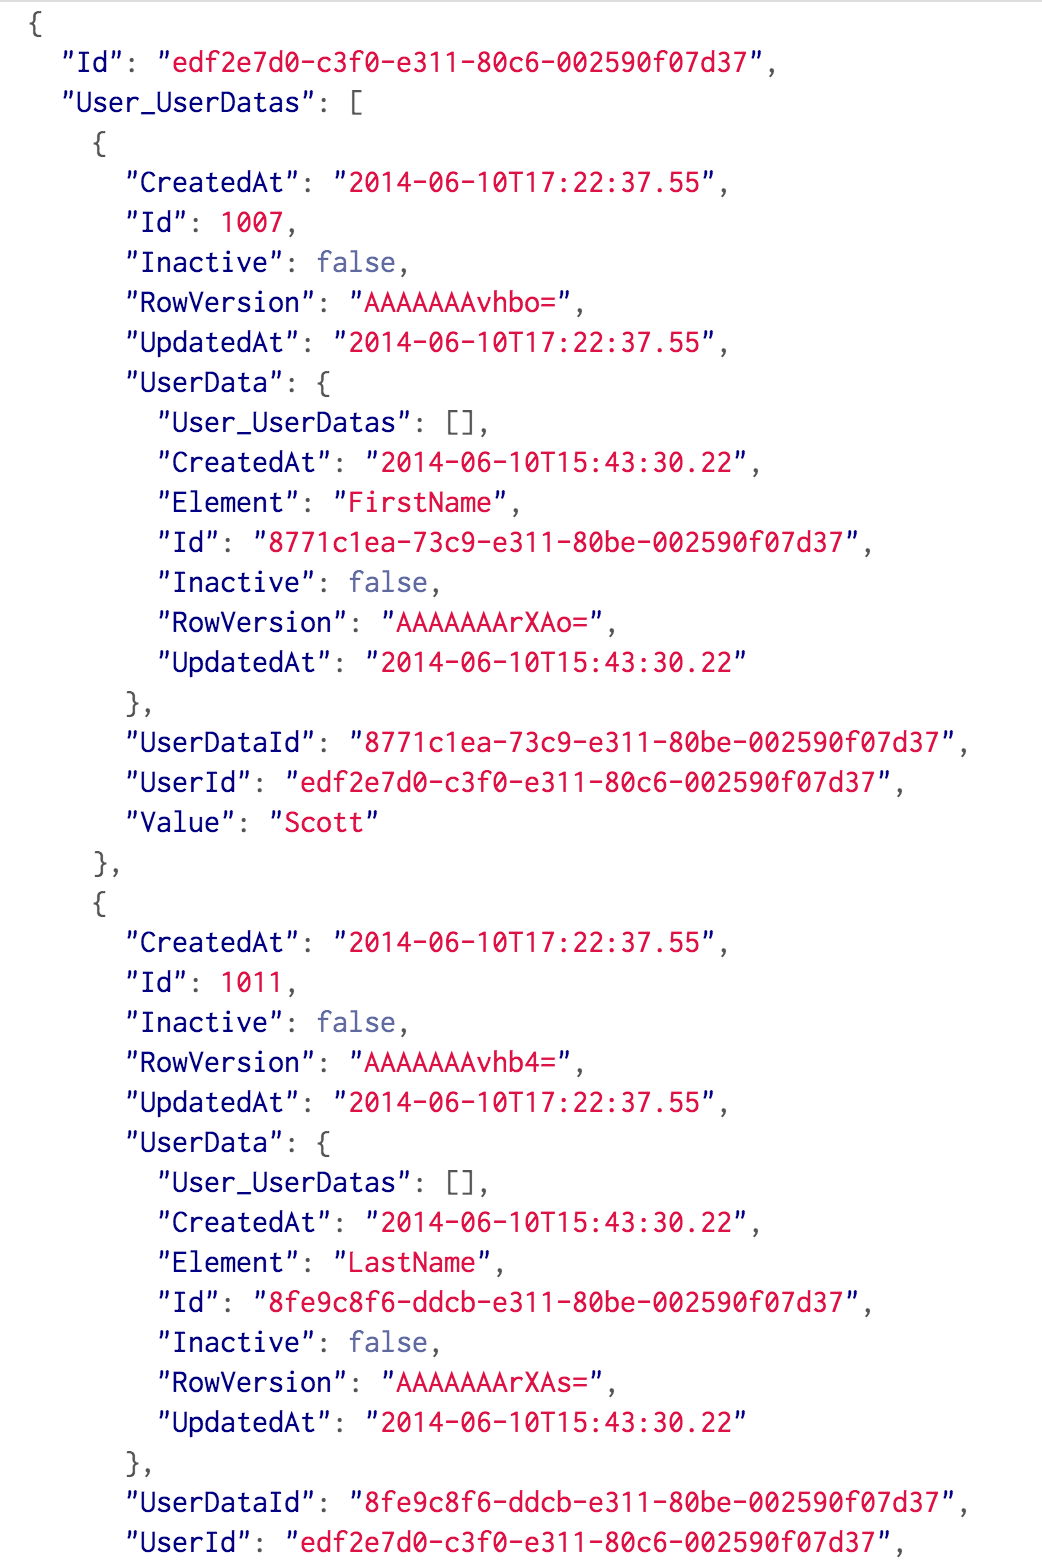 {
"Id": "edf2e7d0-c3f0-e311-80c6-002590f07d37",
"User_UserDatas": [
{
"CreatedAt": "2014-06-10T17:22:37.55",
"Id": 1007,
"Inactive": false,
"RowVersion": "AAAAAAAvhbo=",
"UpdatedAt": "2014-06-10T17:22:37.55",
"UserData": {
"User_UserDatas": [],
"CreatedAt": "2014-06-10T15:43:30.22",
"Element": "FirstName",
"Id": "8771c1ea-73c9-e311-80be-002590f07d37",
"Inactive": false,
"RowVersion": "AAAAAAArXAo=",
"UpdatedAt": "2014-06-10T15:43:30.22"
},
"UserDataId": "8771c1ea-73c9-e311-80be-002590f07d37",
"UserId": "edf2e7d0-c3f0-e311-80c6-002590f07d37",
"Value": "Scott"
},
{
"CreatedAt": "2014-06-10T17:22:37.55",
"Id": 1011,
"Inactive": false,
"RowVersion": "AAAAAAAvhb4=",
"UpdatedAt": "2014-06-10T17:22:37.55",
"UserData": {
"User_UserDatas": [],
"CreatedAt": "2014-06-10T15:43:30.22",
"Element": "LastName",
"Id": "8fe9c8f6-ddcb-e311-80be-002590f07d37",
"Inactive": false,
"RowVersion": "AAAAAAArXAs=",
"UpdatedAt": "2014-06-10T15:43:30.22"
},
"UserDataId": "8fe9c8f6-ddcb-e311-80be-002590f07d37",
"UserId": "edf2e7d0-c3f0-e311-80c6-002590f07d37",